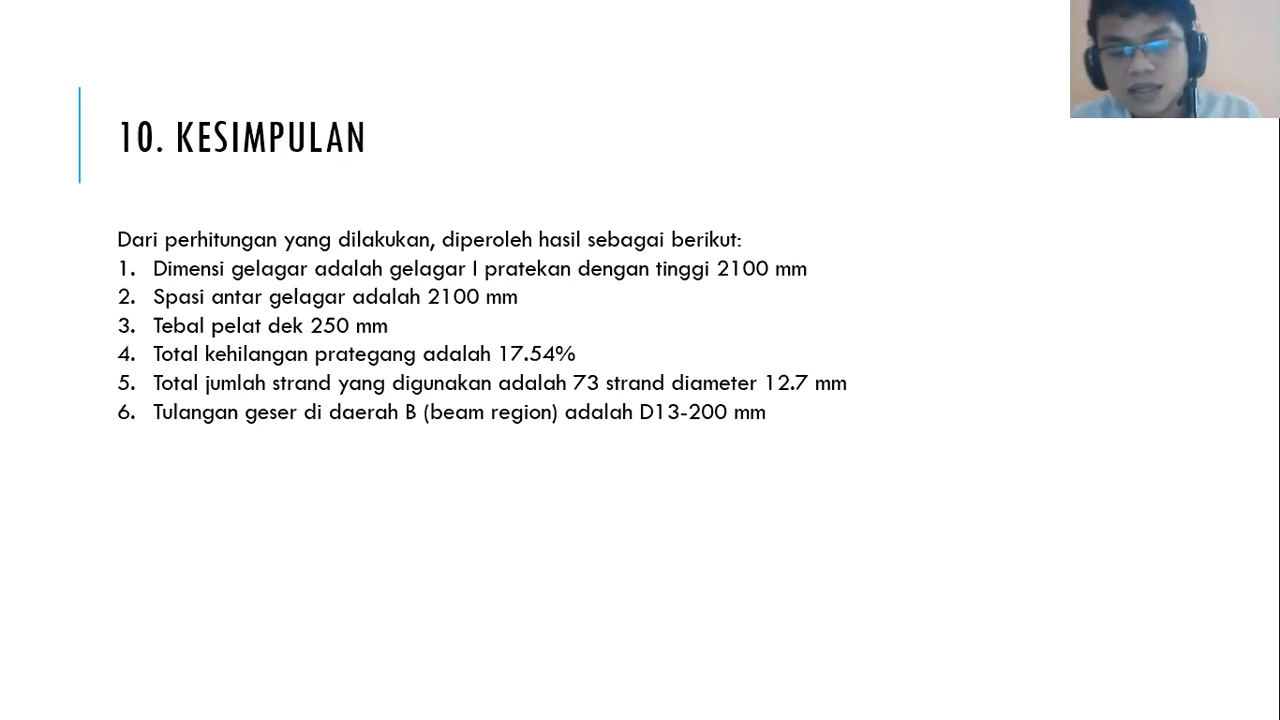 10. KESIMPULAN
Dari perhitungan yang dilakukan, diperoleh hasil sebagai berikut:
1. Dimensi gelagar adalah gelagar I pratekan dengan tinggi 2100 mm
2. Spasi antar gelagar adalah 2100 mm
3. Tebal pelat dek 250 mm
4. Total kehilangan prategang adalah 17.54%
5. Total jumlah strand yang digunakan adalah 73 strand diameter 12.7 mm
6. Tulangan geser di daerah B (beam region) adalah D13-200 mm